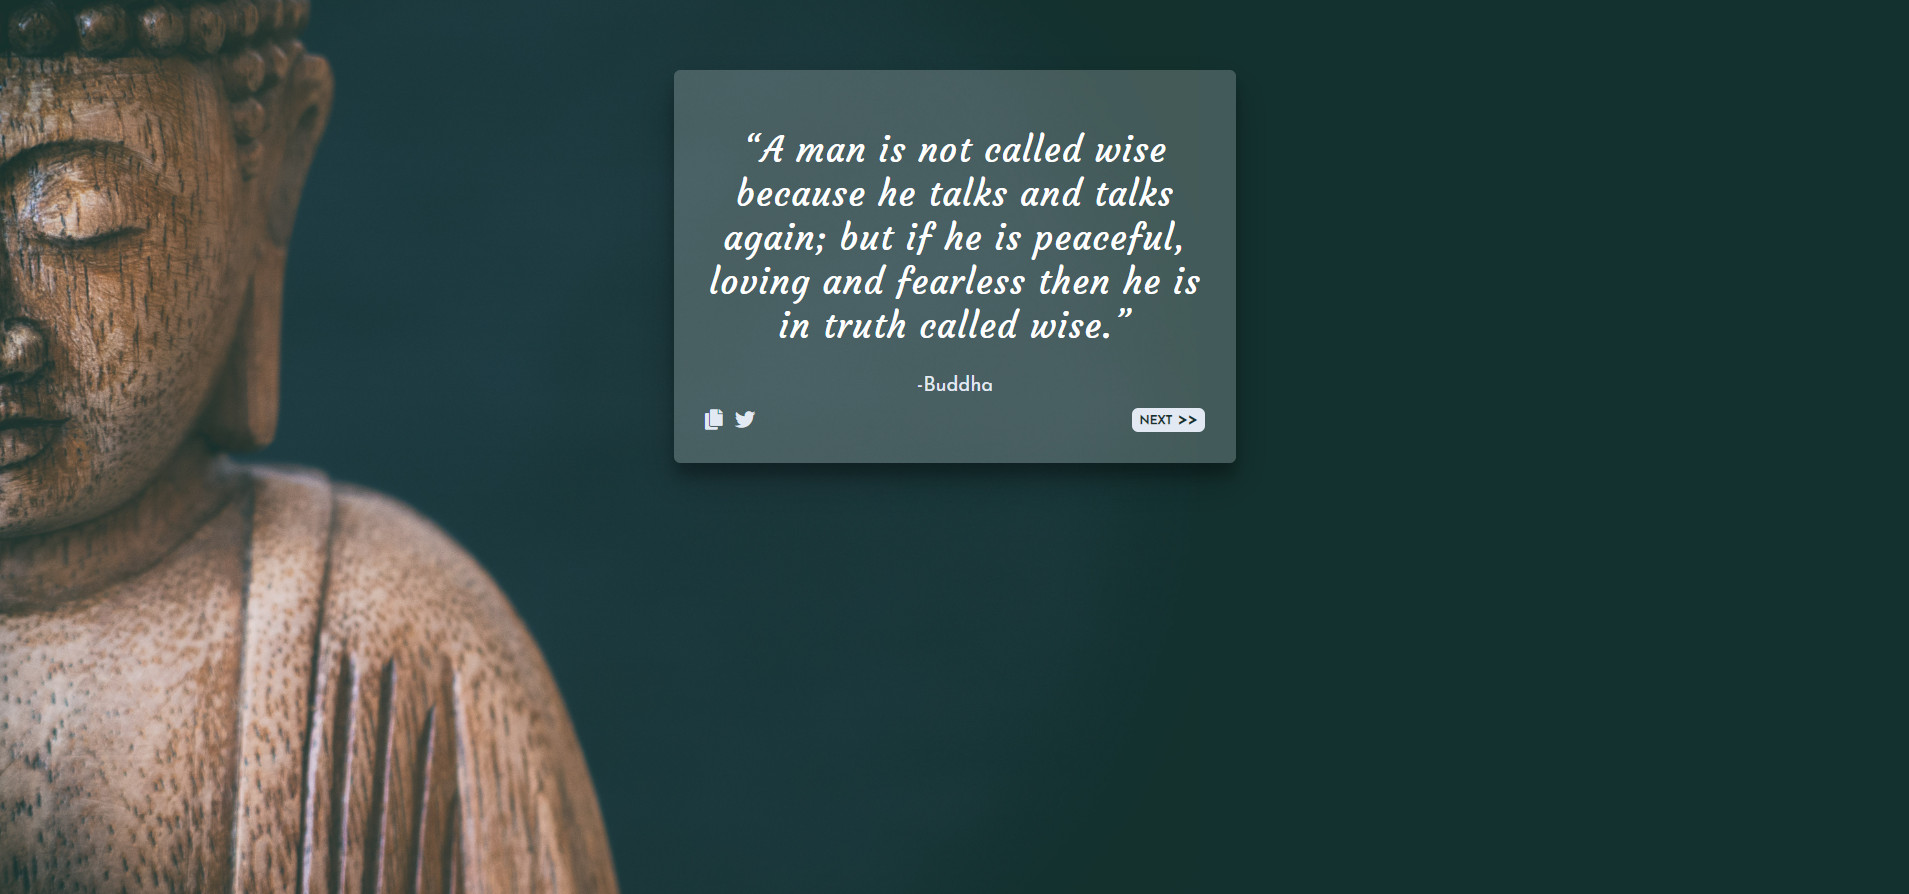 “A man is not called wise
because he talks and talks
again; but if he is peaceful,
loving and fearless then he is
in truth called wise.”
-Buddha
NEXT >>